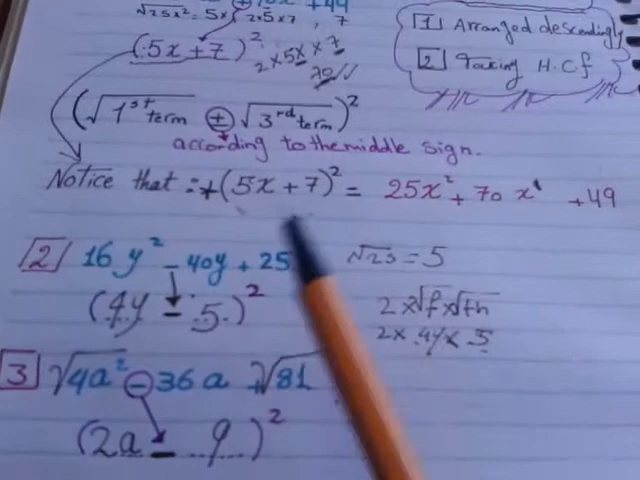 √25x² = 5x 2×5×7 , 7
(5x+7)²
2×5x×7
70
1 Arranged descendingly
2 Taking H.C.f
(√1st term ± √3rd term)²
according to the middle sign.
Notice that :+(5x+7)² = 25x² + 70x¹ +49
2 16y² - 40y + 25 √25 = 5
(4y - 5)² 2×√f×√th
2×4y×5
3 √4a² - 36a + √81
(2a - 9)²